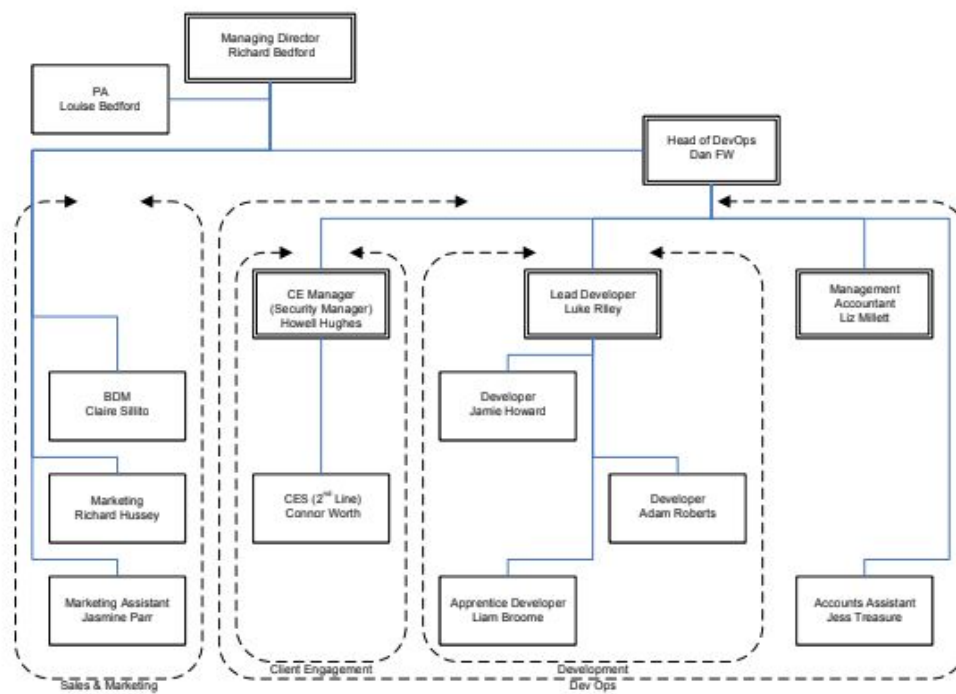 Managing Director
Richard Bedford
PA
Louise Bedford
Head of DevOps
Dan FW
CE Manager
(Security Manager)
Howell Hughes
Lead Developer
Luke Riley
Management
Accountant
Liz Millett
BDM
Claire Sillito
Developer
Jamie Howard
Marketing
Richard Hussey
CES (2nd Line)
Connor Worth
Developer
Adam Roberts
Marketing Assistant
Jasmine Parr
Apprentice Developer
Liam Broome
Accounts Assistant
Jess Treasure
Client Engagement
Development
Sales & Marketing
Dev Ops